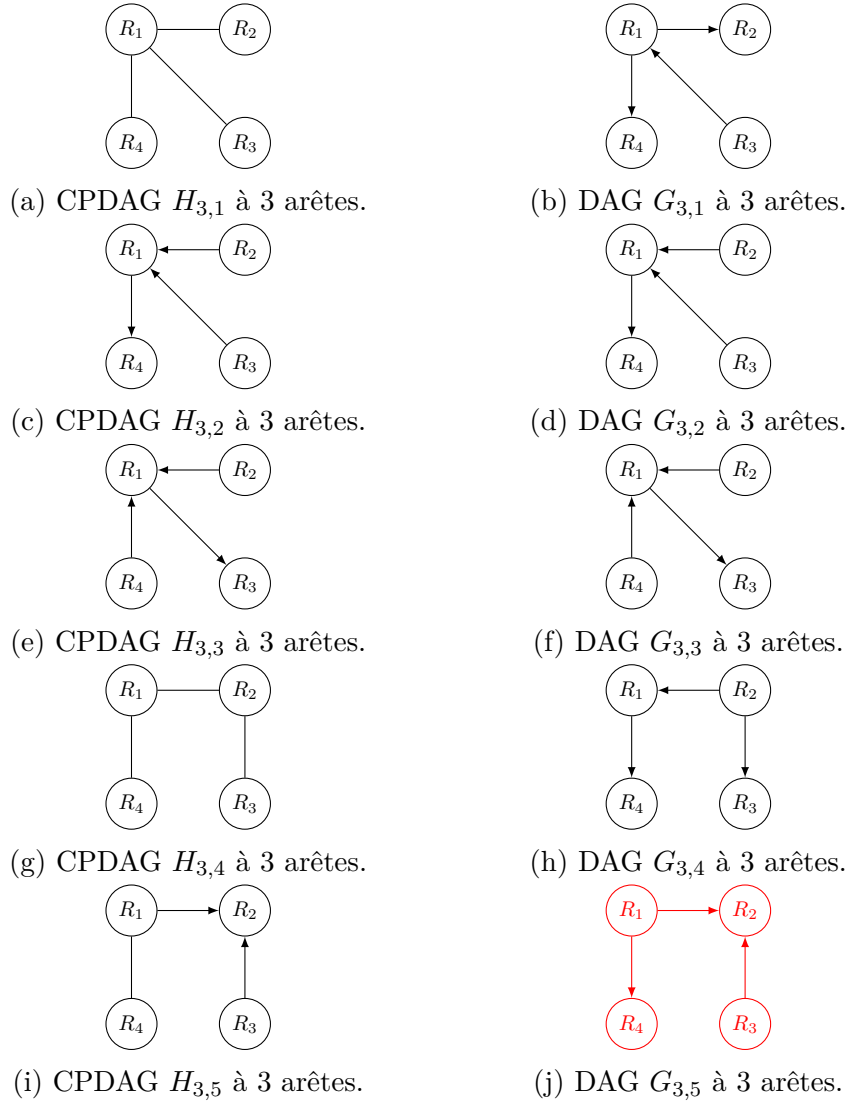 R1 R2 R1 R2
R4 R3 R4 R3
(a) CPDAG H3,1 à 3 arêtes. (b) DAG G3,1 à 3 arêtes.
R1 R2 R1 R2
R4 R3 R4 R3
(c) CPDAG H3,2 à 3 arêtes. (d) DAG G3,2 à 3 arêtes.
R1 R2 R1 R2
R4 R3 R4 R3
(e) CPDAG H3,3 à 3 arêtes. (f) DAG G3,3 à 3 arêtes.
R1 R2 R1 R2
R4 R3 R4 R3
(g) CPDAG H3,4 à 3 arêtes. (h) DAG G3,4 à 3 arêtes.
R1 R2 R1 R2
R4 R3 R4 R3
(i) CPDAG H3,5 à 3 arêtes. (j) DAG G3,5 à 3 arêtes.